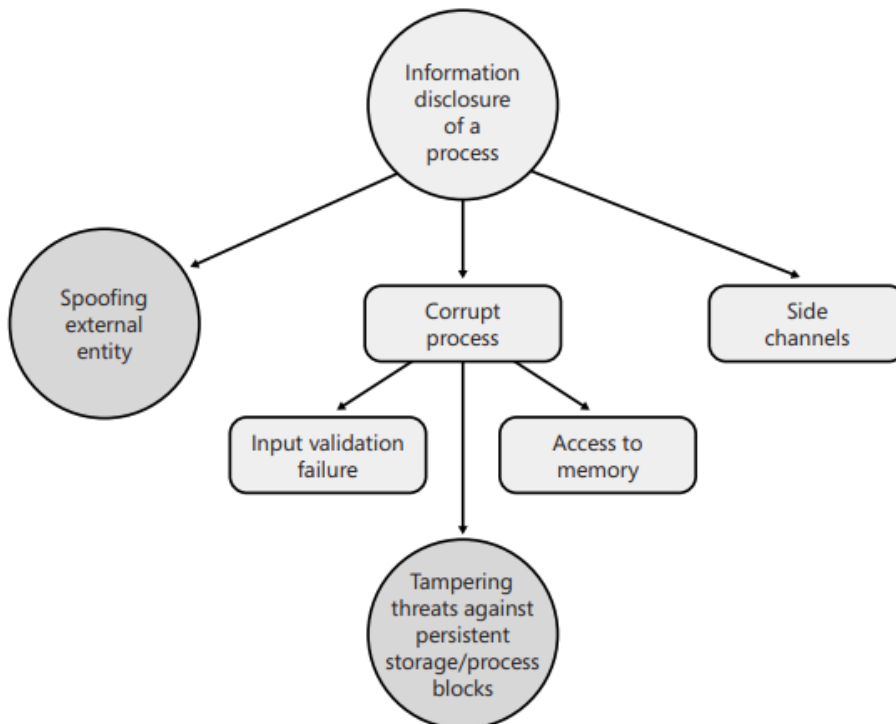 Information
disclosure
of a
process
Spoofing
external
entity
Corrupt
process
Side
channels
Input validation
failure
Access to
memory
Tampering
threats against
persistent
storage/process
blocks